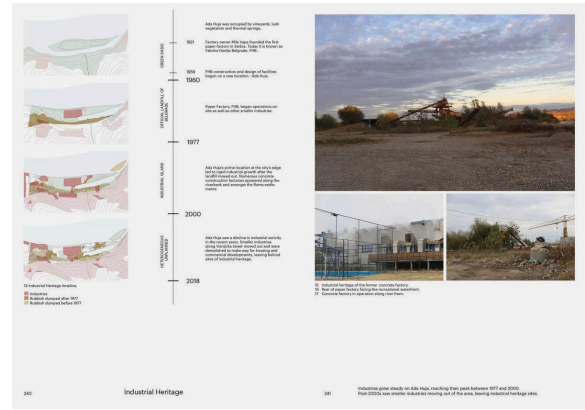 Ada Huja was occupied by vineyards, lush
vegetation and thermal springs.
GREEN OASIS
1921
Factory owner Milo Vapa founded the first
paper factory in Serbia. Today it is known as
Fabrika Hartije Belgrade, FHB.
1959
FHB construction and design of facilities
began on a new location - Ada Huja.
1960
OFFICIAL LANDFILL OF
BELGRADE
Paper Factory, FHB, began operations on
site as well as other smaller industries.
1977
INDUSTRIAL ISLAND
Ada Huja's prime location at the city's edge
led to rapid industrial growth after the
landfill moved out. Numerous concrete
construction factories appeared along the
riverbank and amongst the Roma settle-
ments.
2000
HETEROGENEOUS
UNPLANNED
Ada Huja saw a decline in industrial activity
in the recent years. Smaller industries
along Višnjička street moved out and were
demolished to make way for housing and
commercial developments, leaving behind
sites of industrial heritage.
2018
14 Industrial Heritage timeline.
Industries
Rubbish dumped after 1977
Rubbish dumped before 1977
15 Industrial heritage of the former concrete factory.
16 Rear of paper factory facing the recreational waterfront.
17 Concrete factory in operation along river front.
240
Industrial Heritage
241
Industries grew steady on Ada Huja, reaching their peak between 1977 and 2000.
Post-2000s saw smaller industries moving out of the area, leaving industrial heritage sites.